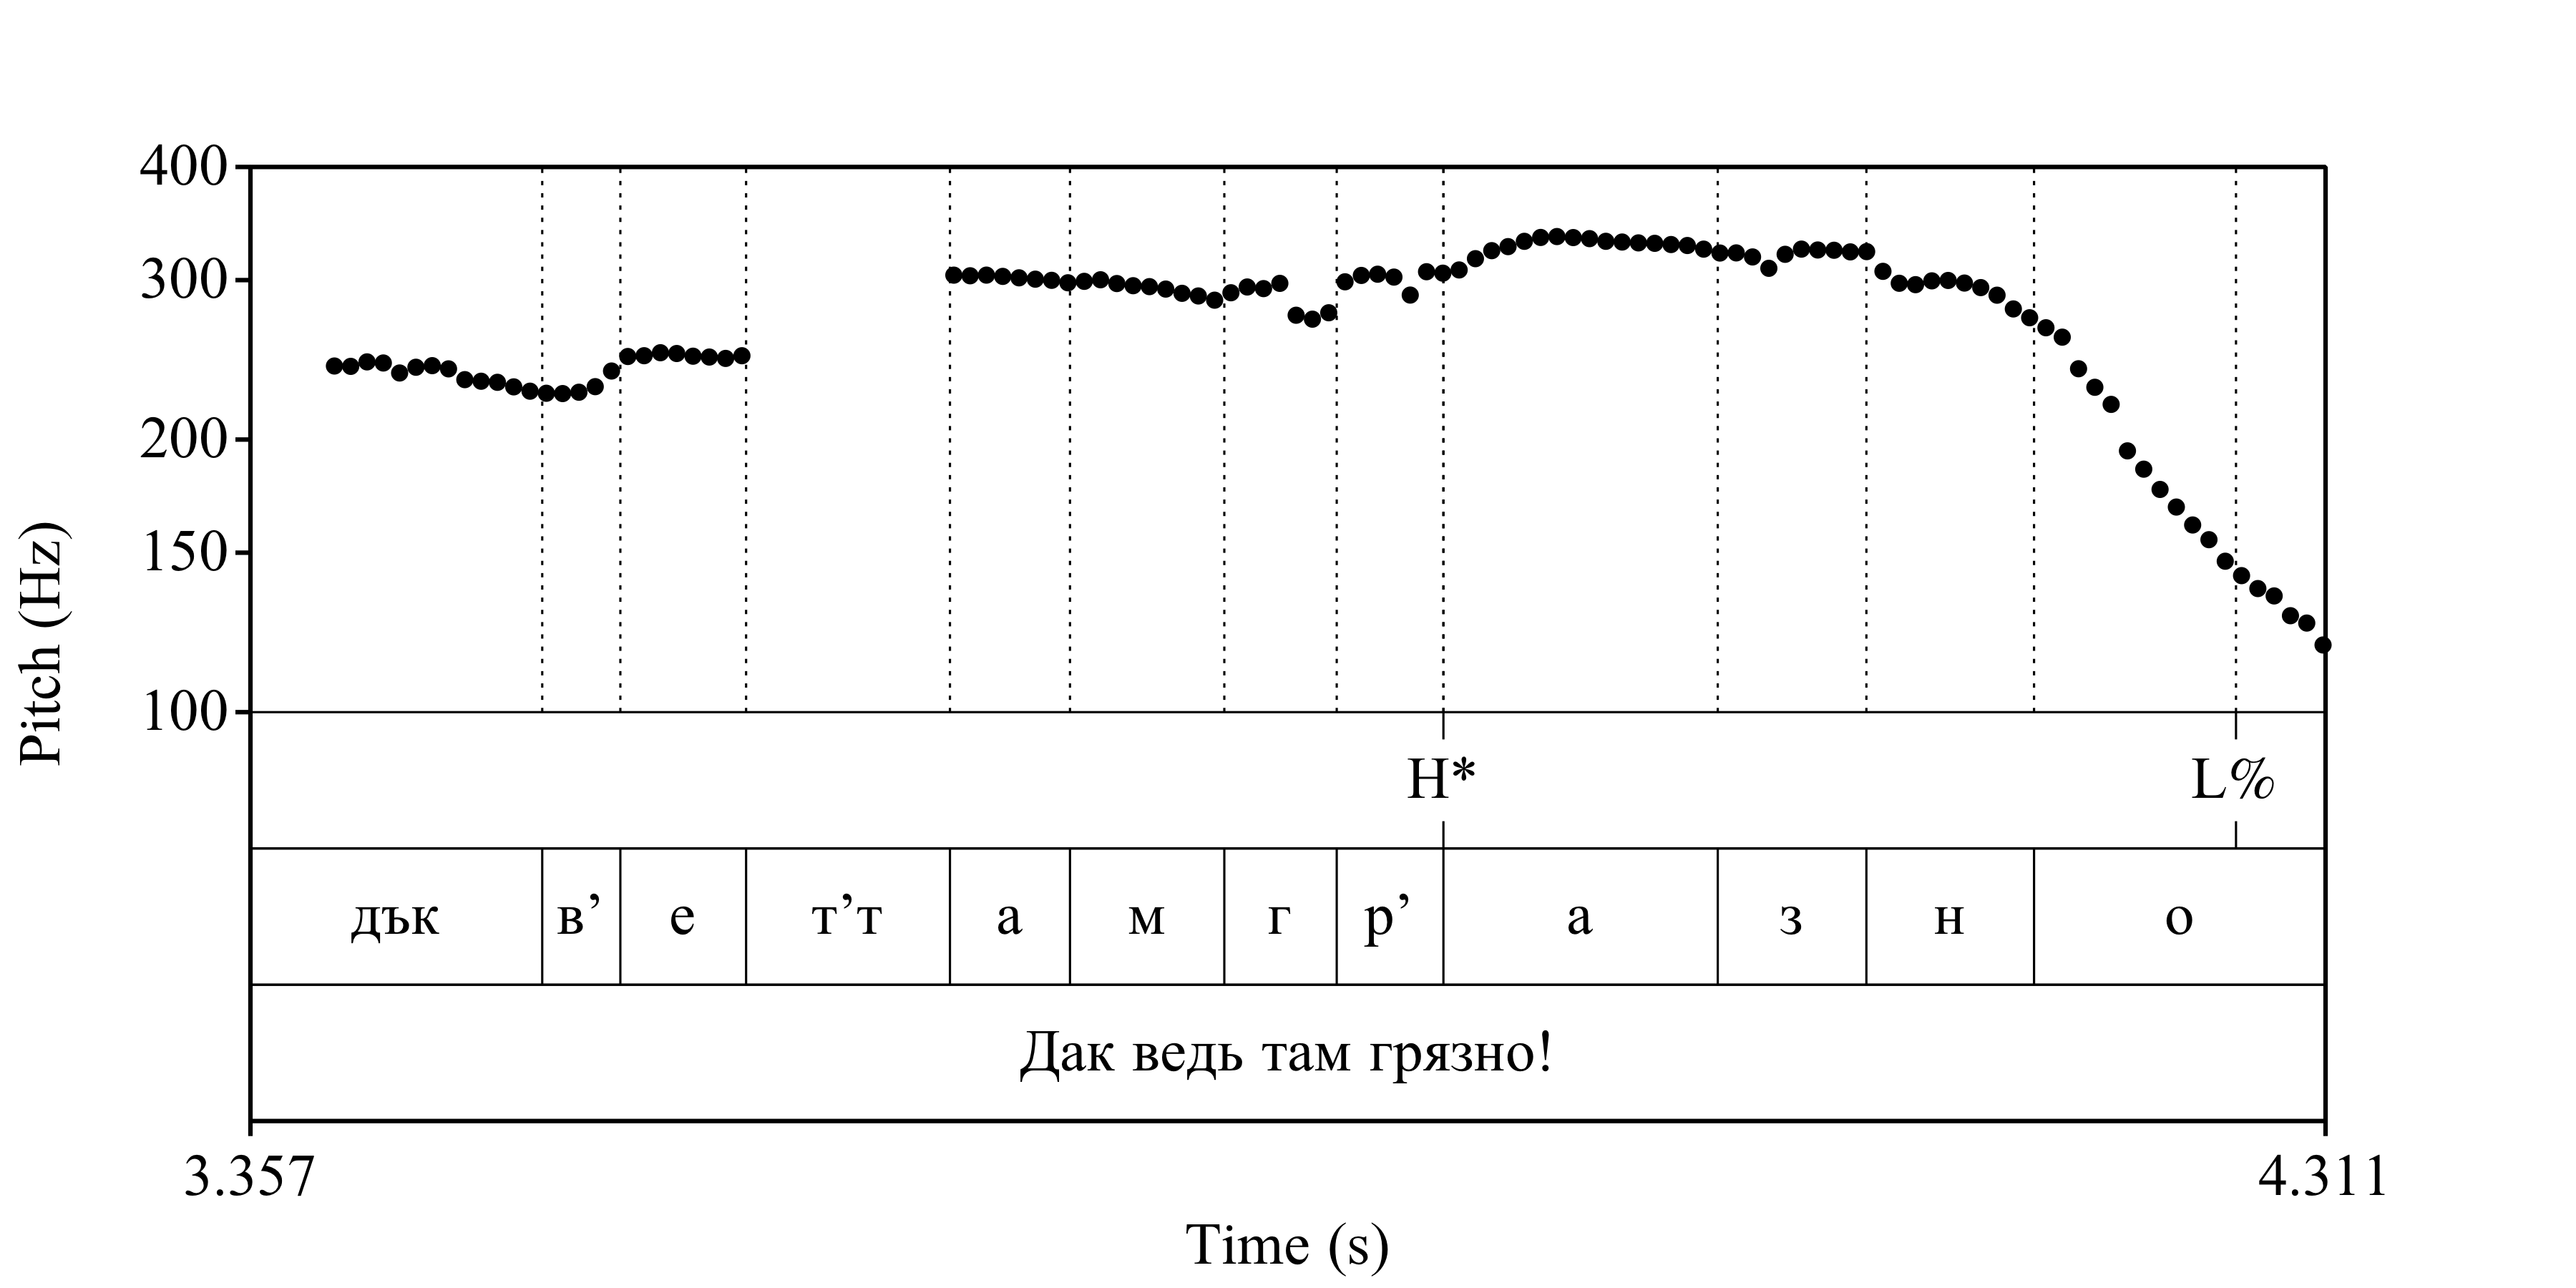 400
300
200
150
100
Pitch (Hz)
H* L%
дък в’ е т’т а м г р’ а з н о
Дак ведь там грязно!
3.357 4.311
Time (s)